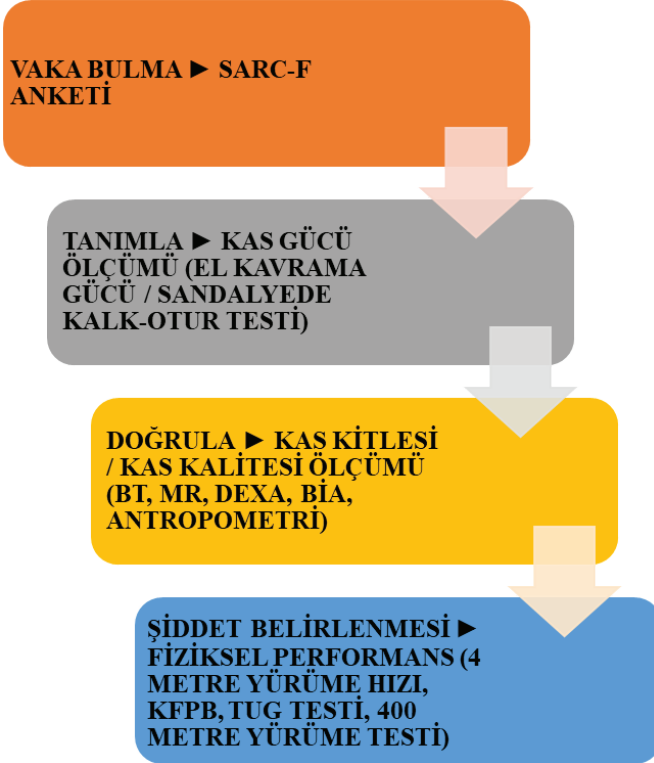 VAKA BULMA ► SARC-F
ANKETİ
TANIMLA ► KAS GÜCÜ
ÖLÇÜMÜ (EL KAVRAMA
GÜCÜ / SANDALYEDE
KALK-OTUR TESTİ)
DOĞRULA ► KAS KİTLESİ
/ KAS KALİTESİ ÖLÇÜMÜ
(BT, MR, DEXA, BİA,
ANTROPOMETRİ)
ŞİDDET BELİRLENMESİ ►
FİZİKSEL PERFORMANS (4
METRE YÜRÜME HIZI,
KFPB, TUG TESTİ, 400
METRE YÜRÜME TESTİ)